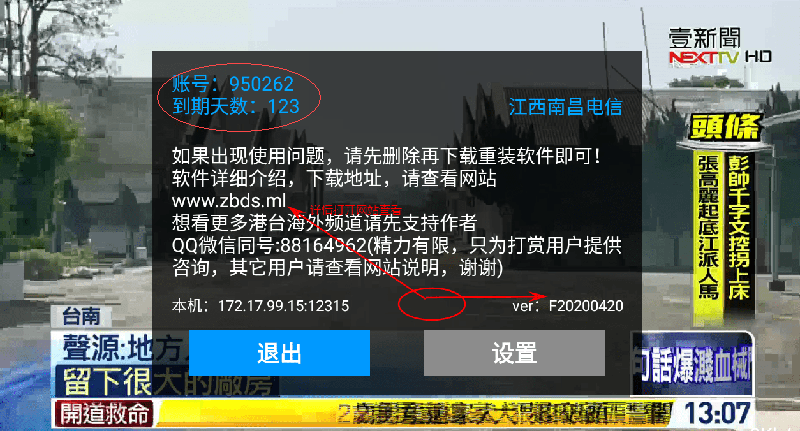 壹新聞
NEXTTV HD
账号：950262
到期天数：123
江西南昌电信
頭條
彭帥千字文控拐上床
張高麗起底江派人馬
如果出现使用问题，请先删除再下载重装软件即可！
软件详细介绍，下载地址，请查看网站
www.zbds.ml
想看更多港台海外频道请先支持作者
QQ微信同号:88164962(精力有限，只为打赏用户提供
咨询，其它用户请查看网站说明，谢谢)
本机：172.17.99.15:12315
ver：F20200420
退出
设置
台南
聲源:地方
留下很大的廠房
句話爆濺血械
開道救命
13:07